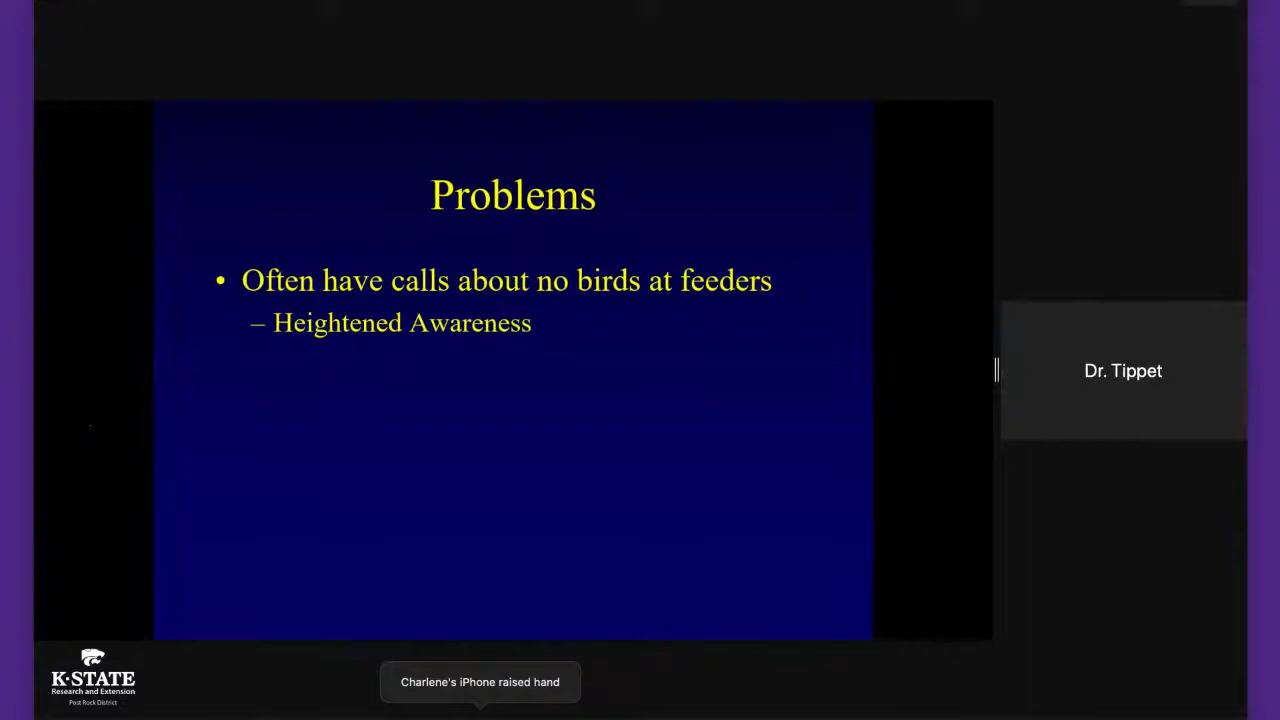 Problems
• Often have calls about no birds at feeders
– Heightened Awareness
Dr. Tippet
K-STATE
Research and Extension
Post Rock District
Charlene's iPhone raised hand